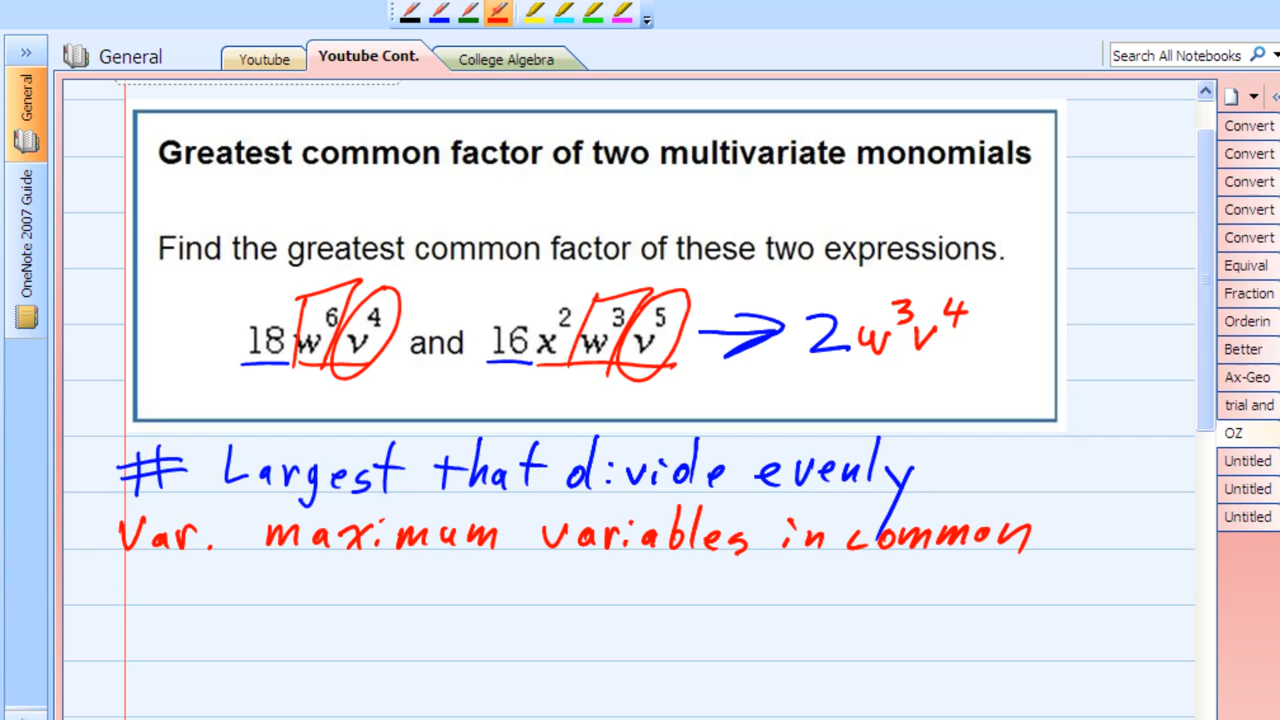 General
Youtube
Youtube Cont.
College Algebra
Search All Notebooks
General
OneNote 2007 Guide
Greatest common factor of two multivariate monomials
Find the greatest common factor of these two expressions.
18w⁶v⁴ and 16x²w³v⁵ → 2w³v⁴
# Largest that divide evenly
Var. maximum variables in common
Convert
Convert
Convert
Convert
Convert
Equival
Fraction
Orderin
Better
Ax-Geo
trial and
OZ
Untitled
Untitled
Untitled